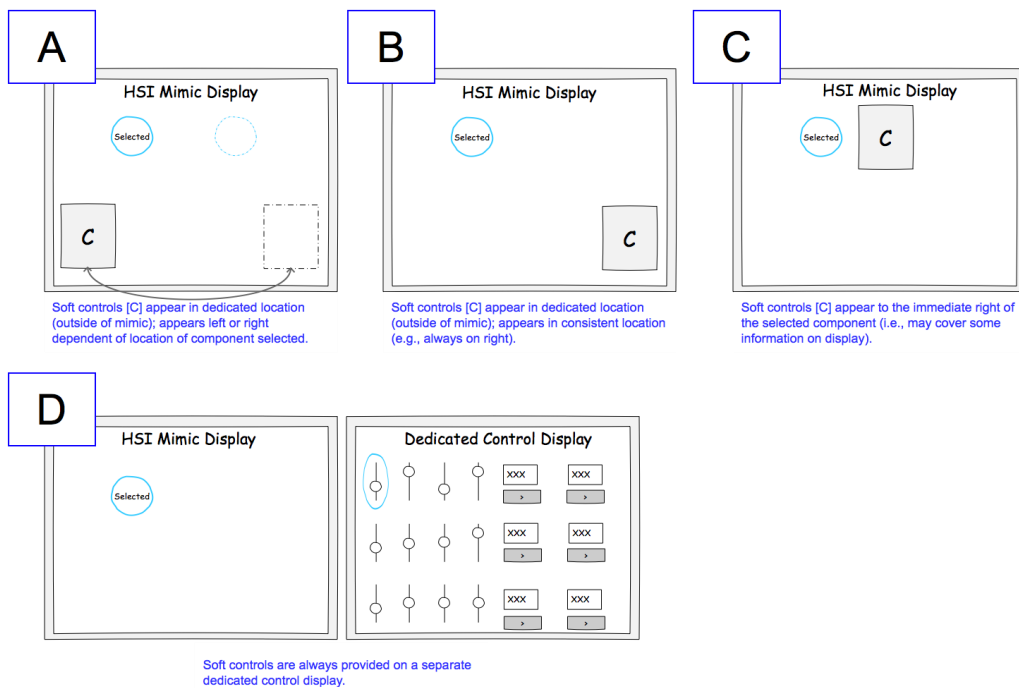 A
HSI Mimic Display
Selected
C
Soft controls [C] appear in dedicated location
(outside of mimic); appears left or right
dependent of location of component selected.
B
HSI Mimic Display
Selected
C
Soft controls [C] appear in dedicated location
(outside of mimic); appears in consistent location
(e.g., always on right).
C
HSI Mimic Display
Selected
C
Soft controls [C] appear to the immediate right of
the selected component (i.e., may cover some
information on display).
D
HSI Mimic Display
Selected
Dedicated Control Display
xxx xxx
> >
xxx xxx
> >
xxx xxx
> >
Soft controls are always provided on a separate
dedicated control display.